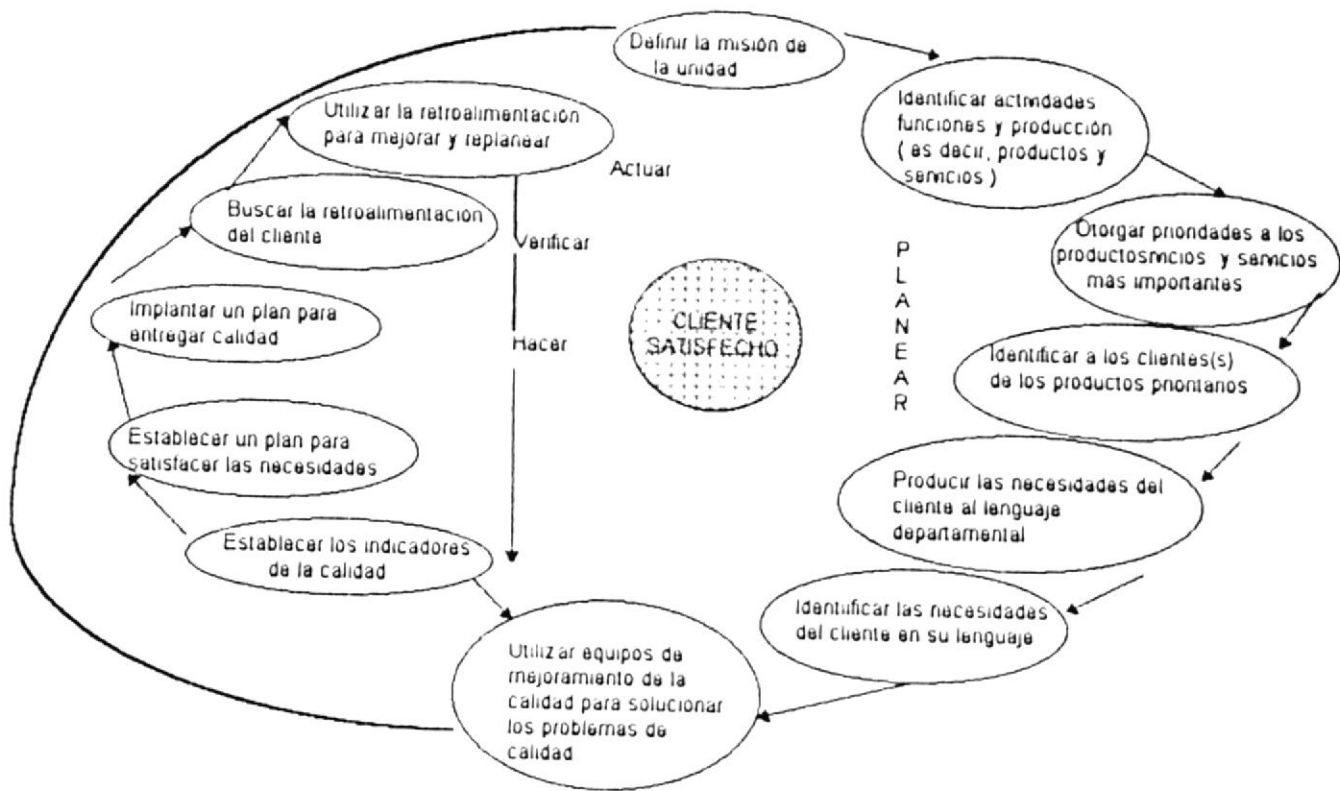 Definir la misión de
la unidad
Identificar actividades
funciones y producción
( es decir, productos y
servicios )
Otorgar prioridades a los
productosrvicios y servicios
más importantes
Identificar a los clientes(s)
de los productos prioritarios
Producir las necesidades del
cliente al lenguaje
departamental
Identificar las necesidades
del cliente en su lenguaje
Utilizar equipos de
mejoramiento de la
calidad para solucionar
los problemas de
calidad
Establecer los indicadores
de la calidad
Establecer un plan para
satisfacer las necesidades
Implantar un plan para
entregar calidad
Buscar la retroalimentación
del cliente
Utilizar la retroalimentación
para mejorar y replanear
Actuar
Verificar
Hacer
CLIENTE
SATISFECHO
PLANEAR